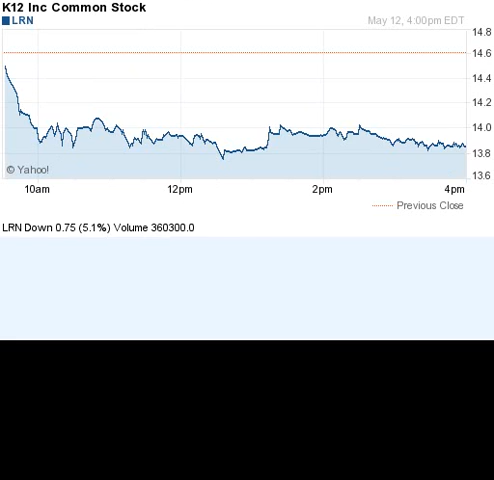 K12 Inc Common Stock
LRN
May 12, 4:00pm EDT
14.8
14.6
14.4
14.2
14.0
13.8
13.6
© Yahoo!
10am 12pm 2pm 4pm
Previous Close
LRN Down 0.75 (5.1%) Volume 360300.0